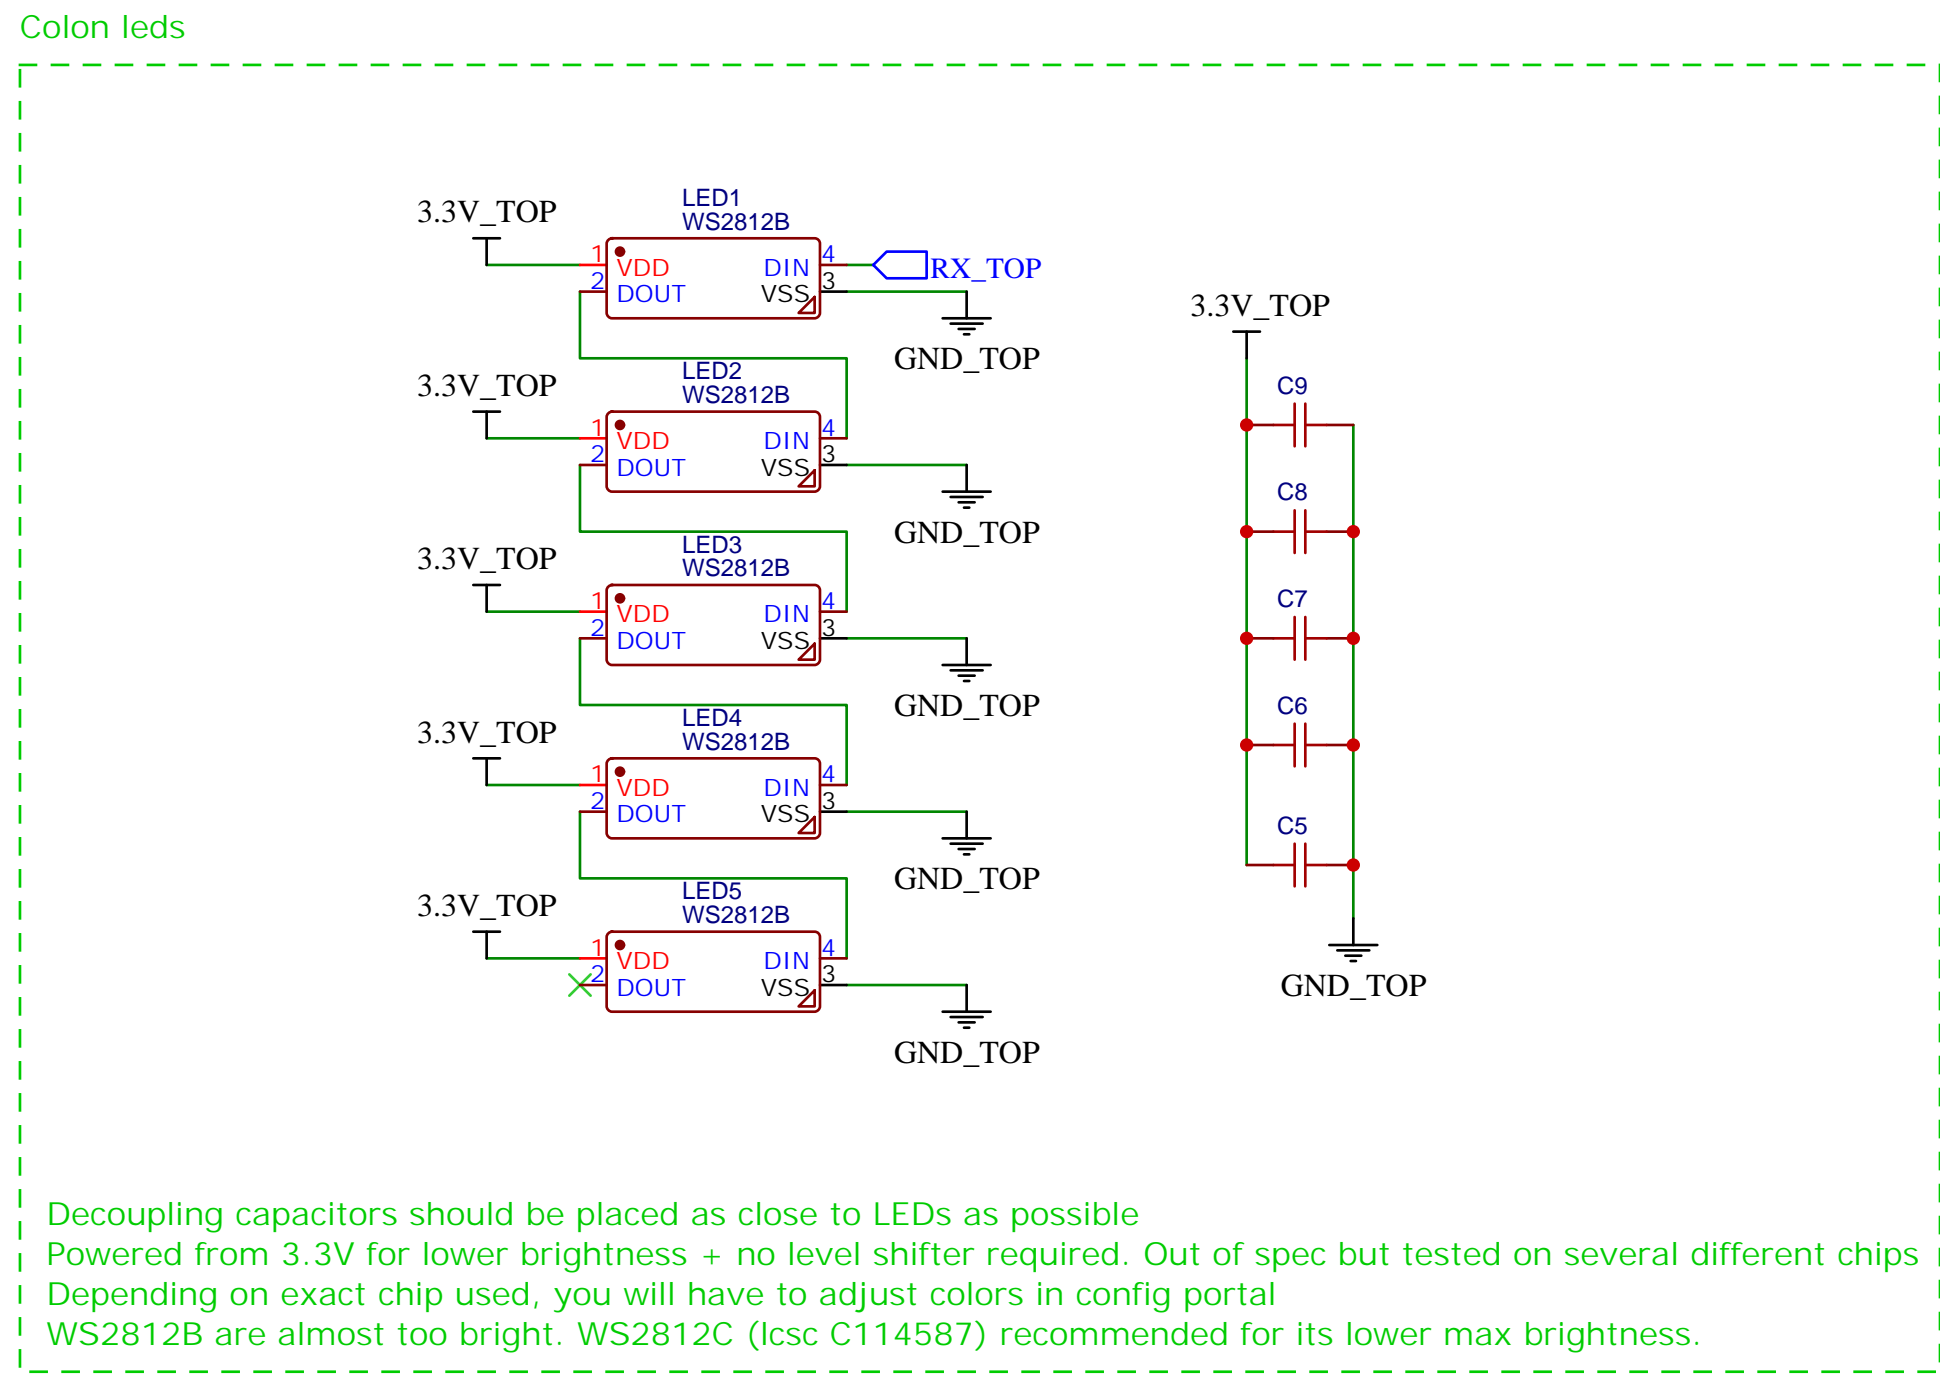 Colon leds
3.3V_TOP
LED1
WS2812B
1
VDD
2
DOUT
DIN
4
VSS
3
RX_TOP
GND_TOP
3.3V_TOP
LED2
WS2812B
1
VDD
2
DOUT
DIN
4
VSS
3
GND_TOP
3.3V_TOP
LED3
WS2812B
1
VDD
2
DOUT
DIN
4
VSS
3
GND_TOP
3.3V_TOP
LED4
WS2812B
1
VDD
2
DOUT
DIN
4
VSS
3
GND_TOP
3.3V_TOP
LED5
WS2812B
1
VDD
2
DOUT
DIN
4
VSS
3
GND_TOP
3.3V_TOP
C9
C8
C7
C6
C5
GND_TOP
Decoupling capacitors should be placed as close to LEDs as possible
Powered from 3.3V for lower brightness + no level shifter required. Out of spec but tested on several different chips
Depending on exact chip used, you will have to adjust colors in config portal
WS2812B are almost too bright. WS2812C (lcsc C114587) recommended for its lower max brightness.